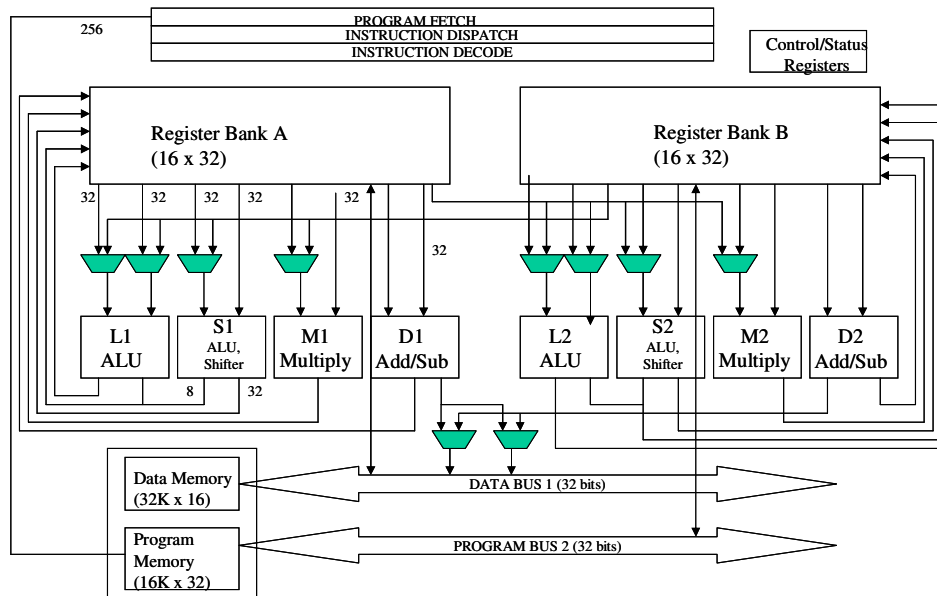 PROGRAM FETCH
256
INSTRUCTION DISPATCH
INSTRUCTION DECODE
Control/Status
Registers
Register Bank A
(16 x 32)
Register Bank B
(16 x 32)
32
32
32
32
32
32
L1
ALU
S1
ALU,
Shifter
M1
Multiply
D1
Add/Sub
L2
ALU
S2
ALU,
Shifter
M2
Multiply
D2
Add/Sub
8
32
Data Memory
(32K x 16)
DATA BUS 1 (32 bits)
Program
Memory
(16K x 32)
PROGRAM BUS 2 (32 bits)